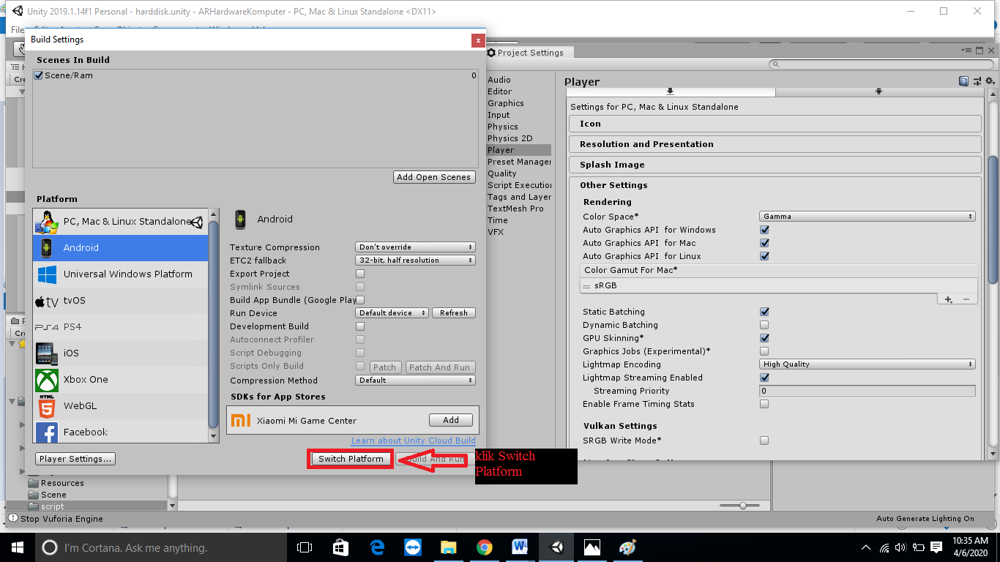 Unity 2019.1.14f1 Personal - harddisk.unity - ARHardwareKomputer - PC, Mac & Linux Standalone <DX11>
File
Build Settings
Scenes In Build
Scene/Ram 0
Add Open Scenes
Platform
PC, Mac & Linux Standalone
Android
Universal Windows Platform
tvOS
PS4
iOS
Xbox One
WebGL
Facebook
Player Settings...
Android
Texture Compression Don't override
ETC2 fallback 32-bit, half resolution
Export Project
Symlink Sources
Build App Bundle (Google Play
Run Device Default device Refresh
Development Build
Autoconnect Profiler
Script Debugging
Scripts Only Build Patch Patch And Run
Compression Method Default
SDKs for App Stores
Xiaomi Mi Game Center Add
Learn about Unity Cloud Build
Switch Platform Build And Run
klik Switch
Platform
Project Settings
Audio
Editor
Graphics
Input
Physics
Physics 2D
Player
Preset Manager
Quality
Script Execution
Tags and Layer
TextMesh Pro
Time
VFX
Player
Settings for PC, Mac & Linux Standalone
Icon
Resolution and Presentation
Splash Image
Other Settings
Rendering
Color Space* Gamma
Auto Graphics API for Windows
Auto Graphics API for Mac
Auto Graphics API for Linux
Color Gamut For Mac*
sRGB
Static Batching
Dynamic Batching
GPU Skinning*
Graphics Jobs (Experimental)*
Lightmap Encoding High Quality
Lightmap Streaming Enabled
Streaming Priority 0
Enable Frame Timing Stats
Vulkan Settings
SRGB Write Mode*
Resources
Scene
script
Stop Vuforia Engine
Auto Generate Lighting On
I'm Cortana. Ask me anything.
10:35 AM
4/6/2020